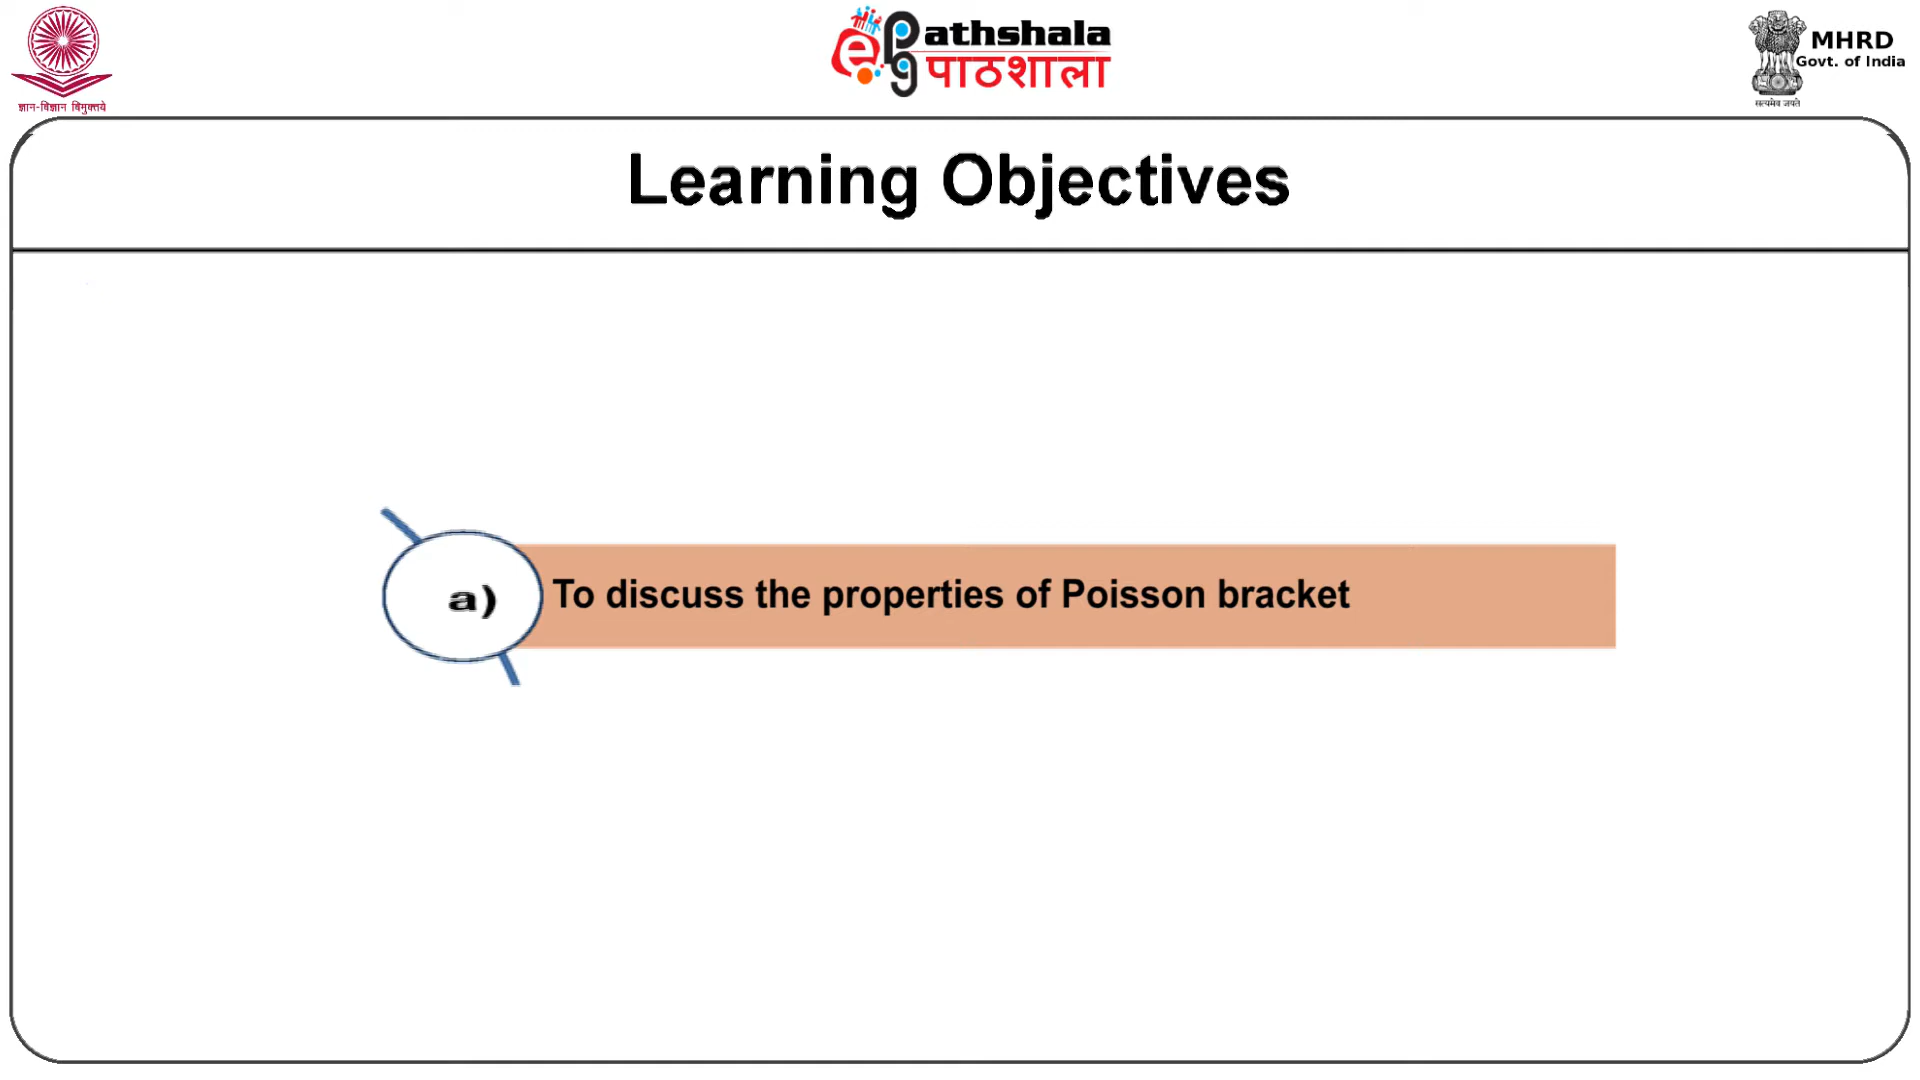 ज्ञान-विज्ञान विमुक्तये
ePG athshala
पाठशाला
MHRD
Govt. of India
सत्यमेव जयते
Learning Objectives
a) To discuss the properties of Poisson bracket